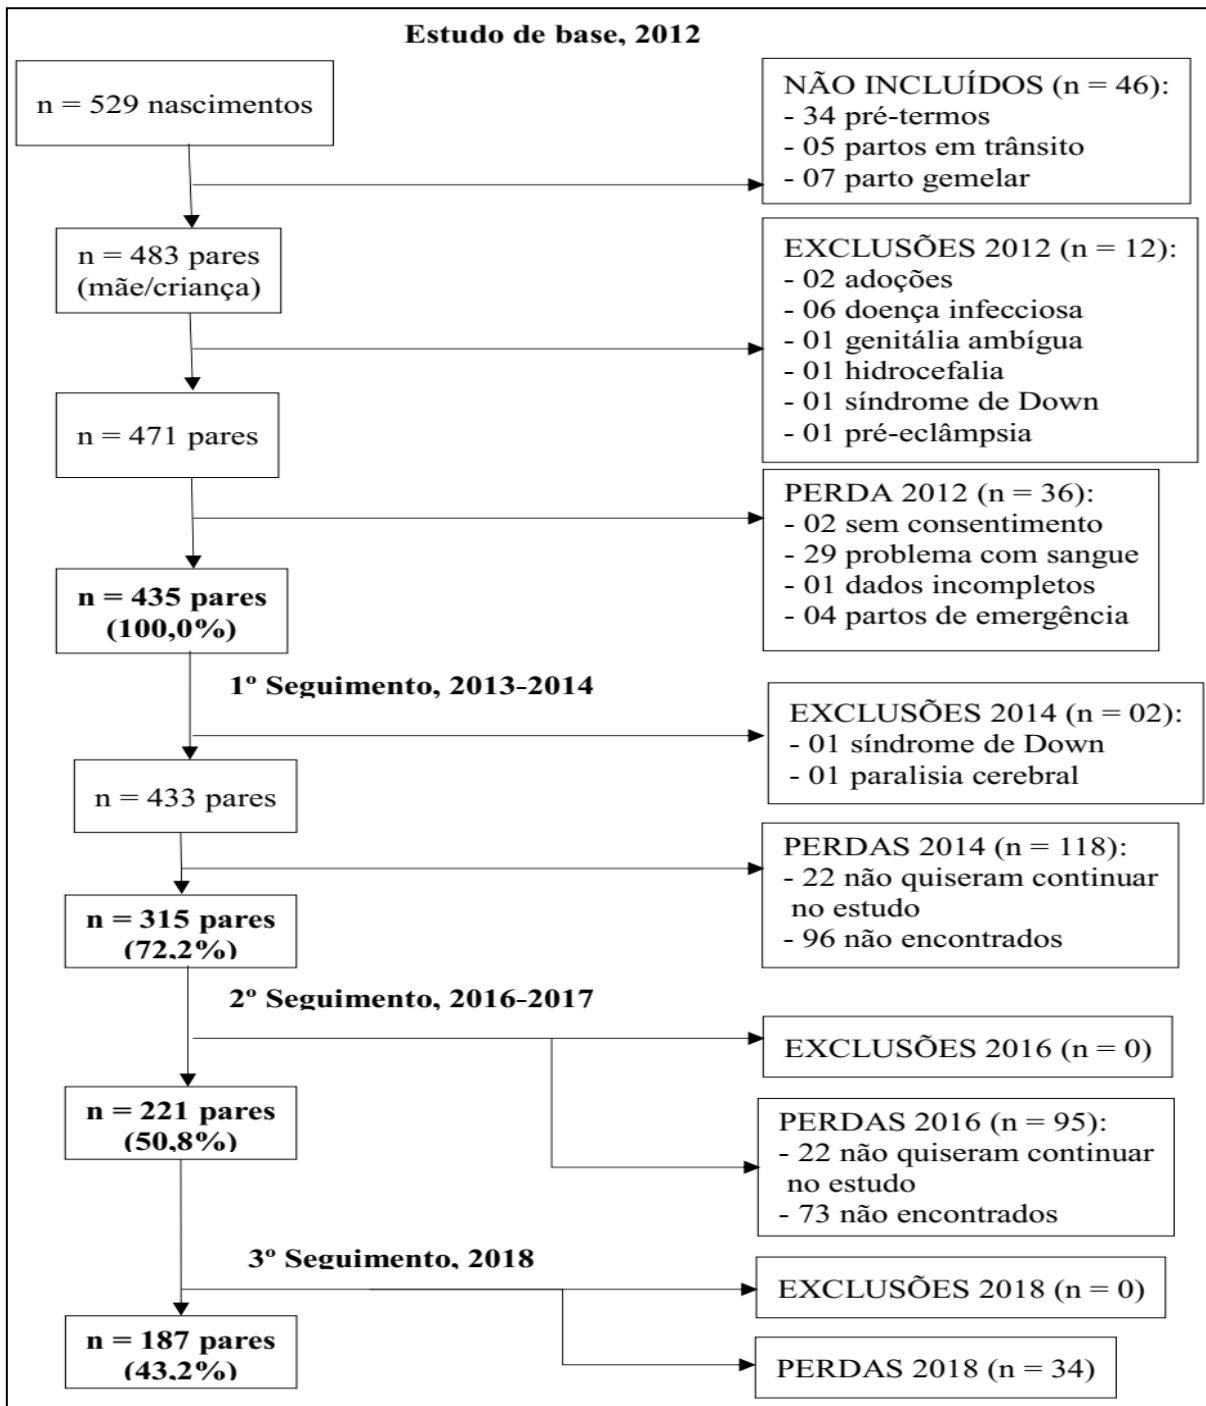 Estudo de base, 2012
n = 529 nascimentos
NÃO INCLUÍDOS (n = 46):
- 34 pré-termos
- 05 partos em trânsito
- 07 parto gemelar
n = 483 pares
(mãe/criança)
EXCLUSÕES 2012 (n = 12):
- 02 adoções
- 06 doença infecciosa
- 01 genitália ambígua
- 01 hidrocefalia
- 01 síndrome de Down
- 01 pré-eclâmpsia
n = 471 pares
PERDA 2012 (n = 36):
- 02 sem consentimento
- 29 problema com sangue
- 01 dados incompletos
- 04 partos de emergência
n = 435 pares
(100,0%)
1º Seguimento, 2013-2014
EXCLUSÕES 2014 (n = 02):
- 01 síndrome de Down
- 01 paralisia cerebral
n = 433 pares
PERDAS 2014 (n = 118):
- 22 não quiseram continuar
no estudo
- 96 não encontrados
n = 315 pares
(72,2%)
2º Seguimento, 2016-2017
EXCLUSÕES 2016 (n = 0)
n = 221 pares
(50,8%)
PERDAS 2016 (n = 95):
- 22 não quiseram continuar
no estudo
- 73 não encontrados
3º Seguimento, 2018
EXCLUSÕES 2018 (n = 0)
n = 187 pares
(43,2%)
PERDAS 2018 (n = 34)